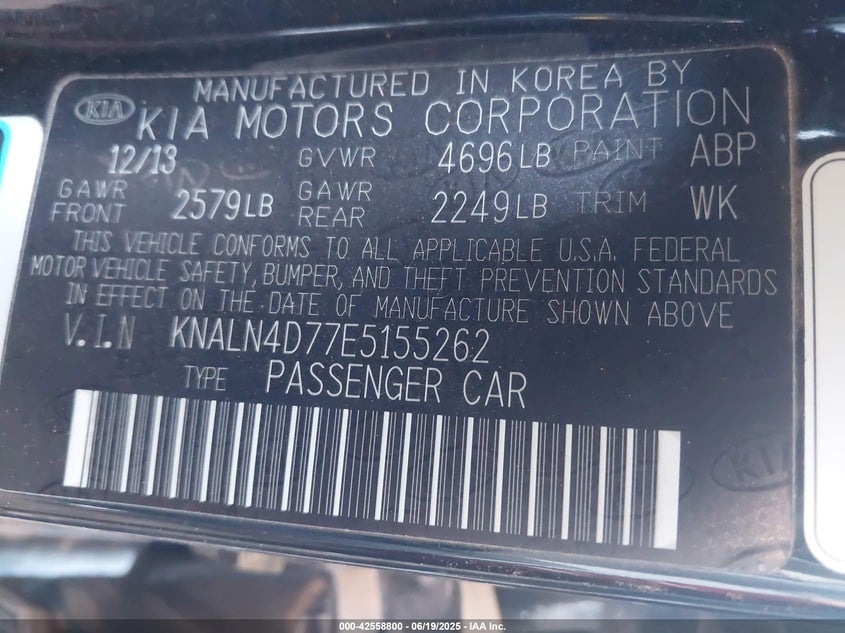 MANUFACTURED IN KOREA BY
KIA KIA MOTORS CORPORATION
12/13 GVWR 4696LB PAINT ABP
GAWR FRONT 2579LB GAWR REAR 2249LB TRIM WK
THIS VEHICLE CONFORMS TO ALL APPLICABLE U.S.A. FEDERAL
MOTOR VEHICLE SAFETY, BUMPER, AND THEFT PREVENTION STANDARDS
IN EFFECT ON THE DATE OF MANUFACTURE SHOWN ABOVE
V.I.N KNALN4D77E5155262
TYPE PASSENGER CAR
KIA
000-42558800 - 06/19/2025 - IAA Inc.